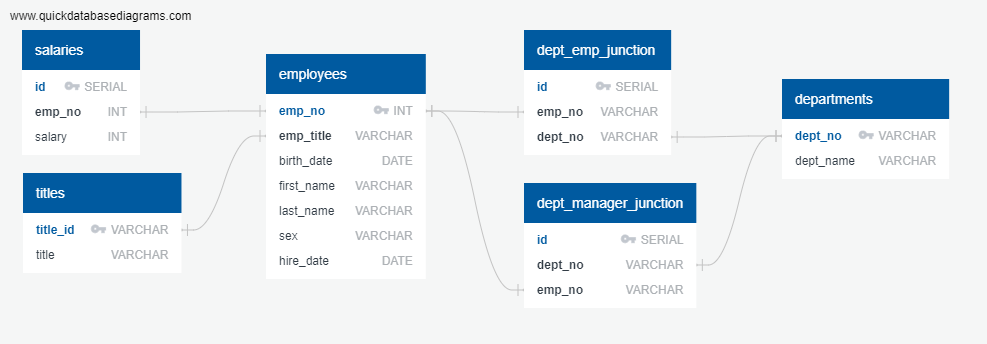 www.quickdatabasediagrams.com
salaries
id SERIAL
emp_no INT
salary INT
titles
title_id VARCHAR
title VARCHAR
employees
emp_no INT
emp_title VARCHAR
birth_date DATE
first_name VARCHAR
last_name VARCHAR
sex VARCHAR
hire_date DATE
dept_emp_junction
id SERIAL
emp_no VARCHAR
dept_no VARCHAR
dept_manager_junction
id SERIAL
dept_no VARCHAR
emp_no VARCHAR
departments
dept_no VARCHAR
dept_name VARCHAR